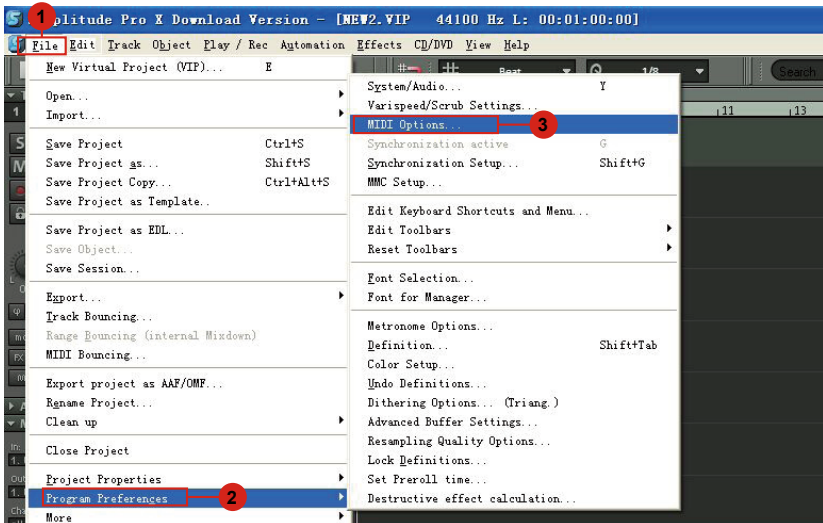 1
plitude Pro X Download Version - [NEW2.VIP 44100 Hz L: 00:01:00:00]
File Edit Track Object Play / Rec Automation Effects CD/DVD View Help
Beat 1/8 Search
1 11 13
New Virtual Project (VIP)... E
Open...
Import...
Save Project Ctrl+S
Save Project as... Shift+S
Save Project Copy... Ctrl+Alt+S
Save Project as Template..
Save Project as EDL...
Save Object...
Save Session...
Export...
Track Bouncing...
Range Bouncing (internal Mixdown)
MIDI Bouncing...
Export project as AAF/OMF...
Rename Project...
Clean up
Close Project
Project Properties
Program Preferences 2
More
System/Audio... Y
Varispeed/Scrub Settings...
MIDI Options... 3
Synchronization active G
Synchronization Setup... Shift+G
MMC Setup...
Edit Keyboard Shortcuts and Menu...
Edit Toolbars
Reset Toolbars
Font Selection...
Font for Manager...
Metronome Options...
Definition... Shift+Tab
Color Setup...
Undo Definitions...
Dithering Options... (Triang.)
Advanced Buffer Settings...
Resampling Quality Options...
Lock Definitions...
Set Preroll time...
Destructive effect calculation...
S
M
FX
In:
Out
Cha